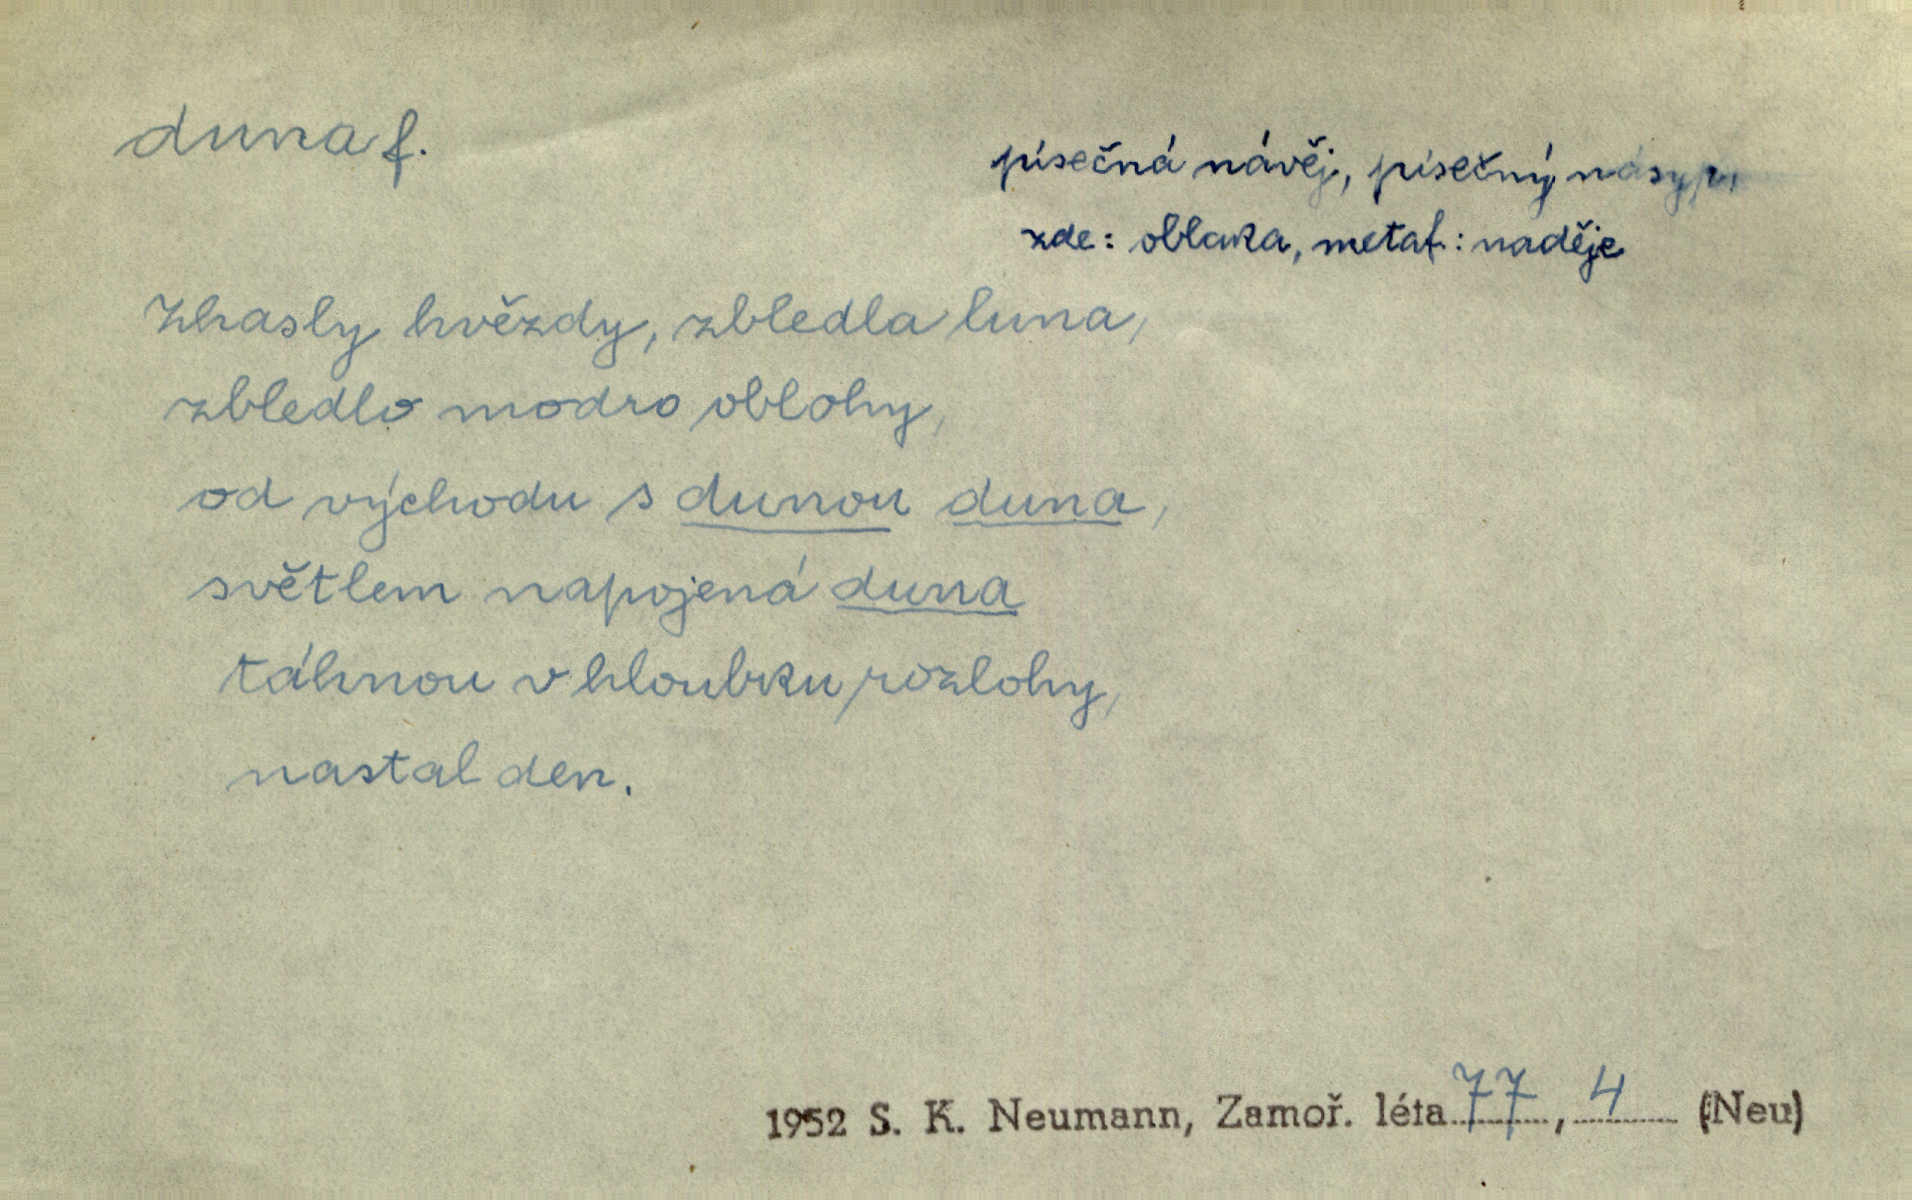 duna f.
písečná návěj, písečný násyp,
zde: oblaka, metaf.: naděje
Zhasly hvězdy, zbledla luna,
zbledlo modro oblohy,
od východu s dunou duna,
světlem napojená duna
táhnou v hloubku rozlohy,
nastal den.
1952 S. K. Neumann, Zamoř. léta 77, 4 (Neu)